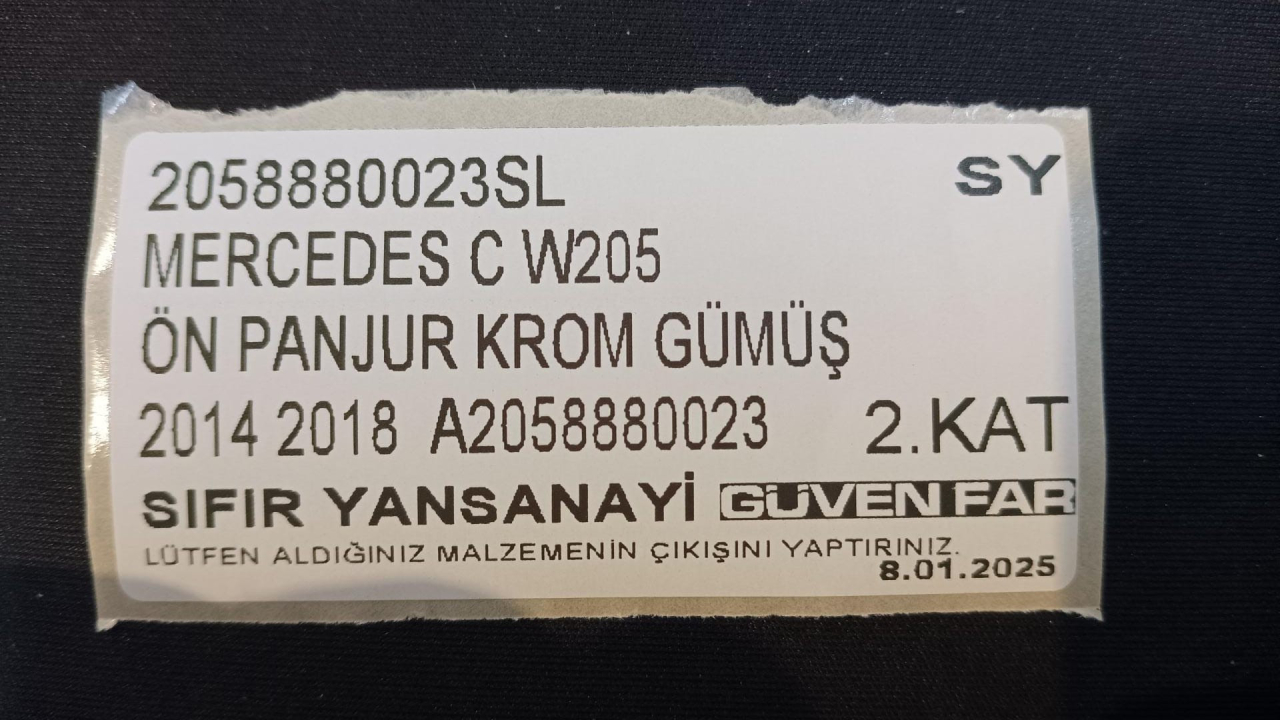 2058880023SL SY
MERCEDES C W205
ÖN PANJUR KROM GÜMÜŞ
2014 2018 A2058880023 2.KAT
SIFIR YANSANAYİ GÜVEN FAR
LÜTFEN ALDIĞINIZ MALZEMENİN ÇIKIŞINI YAPTIRINIZ.
8.01.2025